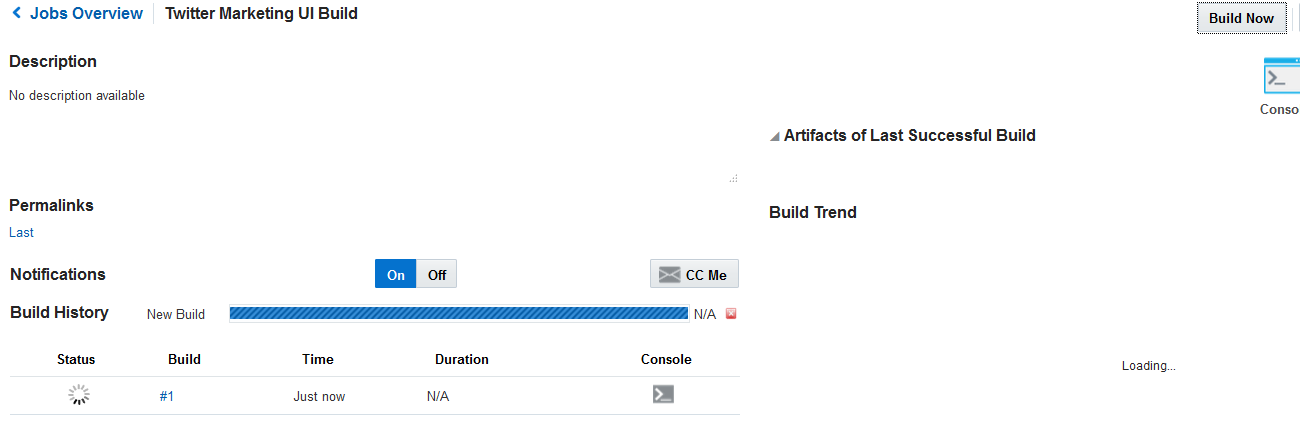 Jobs Overview Twitter Marketing UI Build
Build Now
Description
No description available
Conso
Artifacts of Last Successful Build
Permalinks
Last
Build Trend
Notifications On Off CC Me
Build History New Build N/A
Status Build Time Duration Console
#1 Just now N/A
Loading...